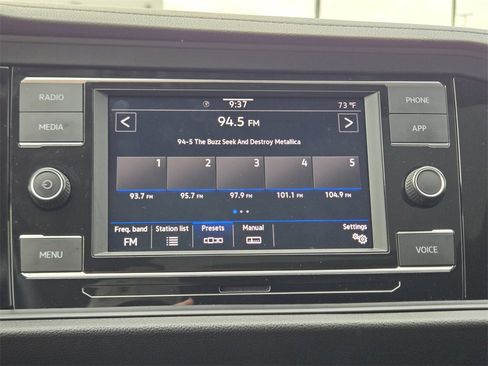 9:37 73 °F
RADIO PHONE
< 94.5 FM >
MEDIA APP
94-5 The Buzz Seek And Destroy Metallica
1 2 3 4 5
93.7 FM 95.7 FM 97.9 FM 101.1 FM 104.9 FM
Freq. band Station list Presets Manual Settings
FM
MENU VOICE